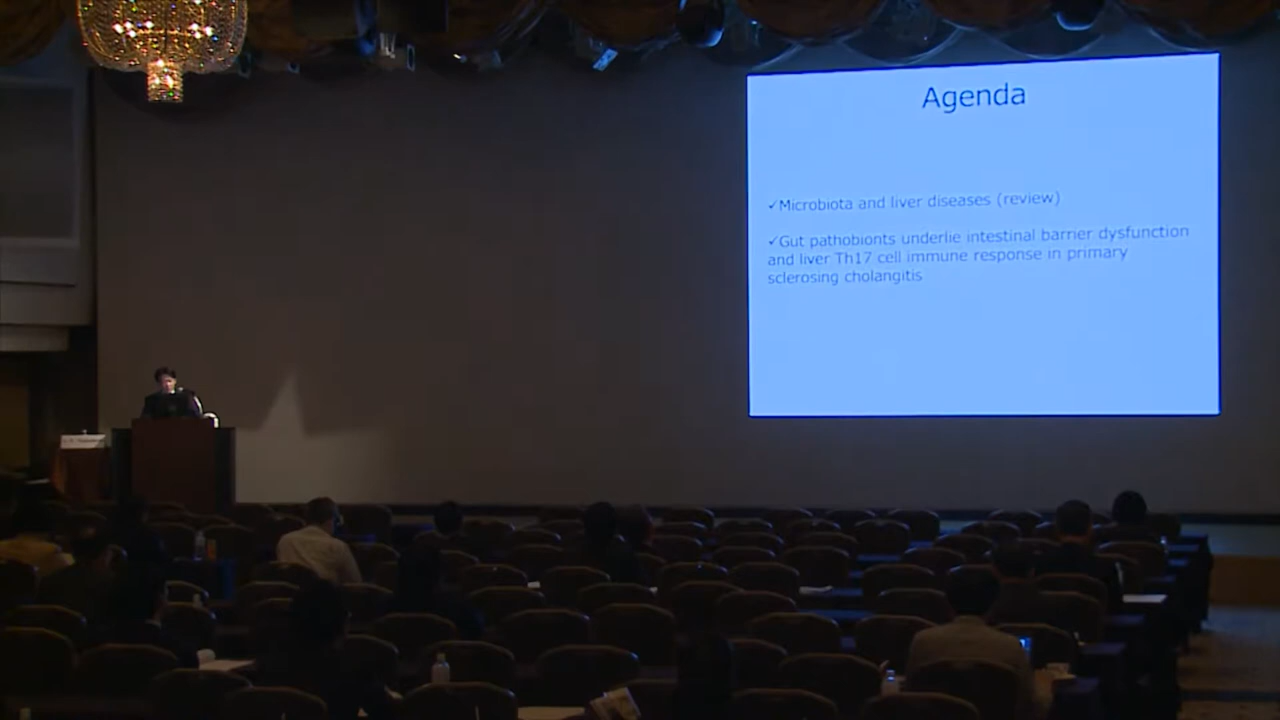 Agenda
✓Microbiota and liver diseases (review)
✓Gut pathobionts underlie intestinal barrier dysfunction
and liver Th17 cell immune response in primary
sclerosing cholangitis